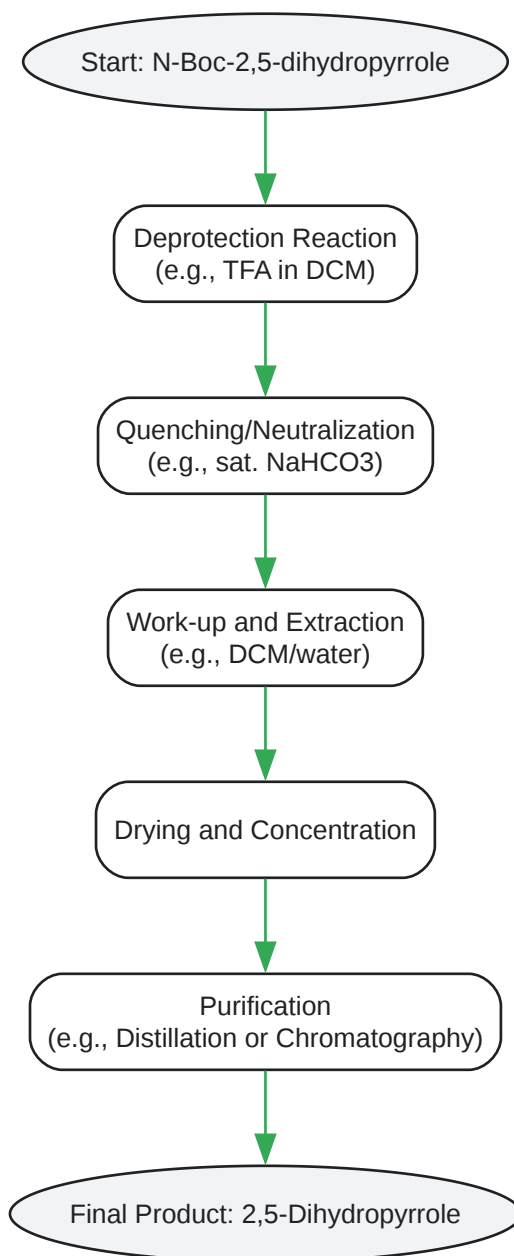 Start: N-Boc-2,5-dihydropyrrole
Deprotection Reaction
(e.g., TFA in DCM)
Quenching/Neutralization
(e.g., sat. NaHCO3)
Work-up and Extraction
(e.g., DCM/water)
Drying and Concentration
Purification
(e.g., Distillation or Chromatography)
Final Product: 2,5-Dihydropyrrole